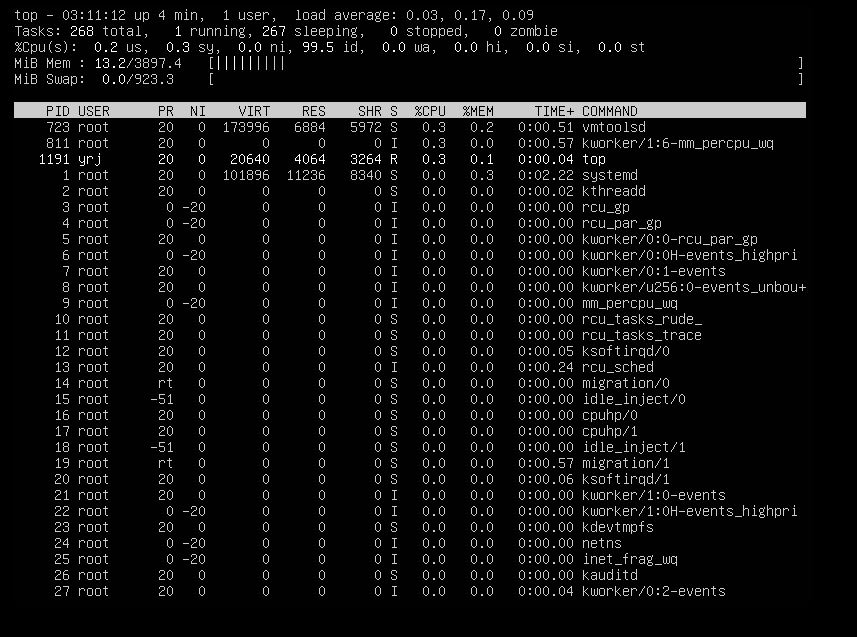 top - 03:11:12 up 4 min,  1 user,  load average: 0.03, 0.17, 0.09
Tasks: 268 total,   1 running, 267 sleeping,   0 stopped,   0 zombie
%Cpu(s):  0.2 us,  0.3 sy,  0.0 ni, 99.5 id,  0.0 wa,  0.0 hi,  0.0 si,  0.0 st
MiB Mem : 13.2/3897.4   [|||||||||                                                                 ]
MiB Swap:  0.0/923.3    [                                                                          ]
PID USER      PR  NI    VIRT    RES    SHR S  %CPU  %MEM     TIME+ COMMAND
723 root      20   0  173996   6884   5972 S   0.3   0.2   0:00.51 vmtoolsd
811 root      20   0       0      0      0 I   0.3   0.0   0:00.57 kworker/1:6-mm_percpu_wq
1191 yrj       20   0   20640   4064   3264 R   0.3   0.1   0:00.04 top
1 root      20   0  101896  11236   8340 S   0.0   0.3   0:02.22 systemd
2 root      20   0       0      0      0 S   0.0   0.0   0:00.02 kthreadd
3 root       0 -20       0      0      0 I   0.0   0.0   0:00.00 rcu_gp
4 root       0 -20       0      0      0 I   0.0   0.0   0:00.00 rcu_par_gp
5 root      20   0       0      0      0 I   0.0   0.0   0:00.00 kworker/0:0-rcu_par_gp
6 root       0 -20       0      0      0 I   0.0   0.0   0:00.00 kworker/0:0H-events_highpri
7 root      20   0       0      0      0 I   0.0   0.0   0:00.00 kworker/0:1-events
8 root      20   0       0      0      0 I   0.0   0.0   0:00.00 kworker/u256:0-events_unbou+
9 root       0 -20       0      0      0 I   0.0   0.0   0:00.00 mm_percpu_wq
10 root      20   0       0      0      0 S   0.0   0.0   0:00.00 rcu_tasks_rude_
11 root      20   0       0      0      0 S   0.0   0.0   0:00.00 rcu_tasks_trace
12 root      20   0       0      0      0 S   0.0   0.0   0:00.05 ksoftirqd/0
13 root      20   0       0      0      0 I   0.0   0.0   0:00.24 rcu_sched
14 root      rt   0       0      0      0 S   0.0   0.0   0:00.00 migration/0
15 root     -51   0       0      0      0 S   0.0   0.0   0:00.00 idle_inject/0
16 root      20   0       0      0      0 S   0.0   0.0   0:00.00 cpuhp/0
17 root      20   0       0      0      0 S   0.0   0.0   0:00.00 cpuhp/1
18 root     -51   0       0      0      0 S   0.0   0.0   0:00.00 idle_inject/1
19 root      rt   0       0      0      0 S   0.0   0.0   0:00.57 migration/1
20 root      20   0       0      0      0 S   0.0   0.0   0:00.06 ksoftirqd/1
21 root      20   0       0      0      0 I   0.0   0.0   0:00.00 kworker/1:0-events
22 root       0 -20       0      0      0 I   0.0   0.0   0:00.00 kworker/1:0H-events_highpri
23 root      20   0       0      0      0 S   0.0   0.0   0:00.00 kdevtmpfs
24 root       0 -20       0      0      0 I   0.0   0.0   0:00.00 netns
25 root       0 -20       0      0      0 I   0.0   0.0   0:00.00 inet_frag_wq
26 root      20   0       0      0      0 S   0.0   0.0   0:00.00 kauditd
27 root      20   0       0      0      0 I   0.0   0.0   0:00.04 kworker/0:2-events